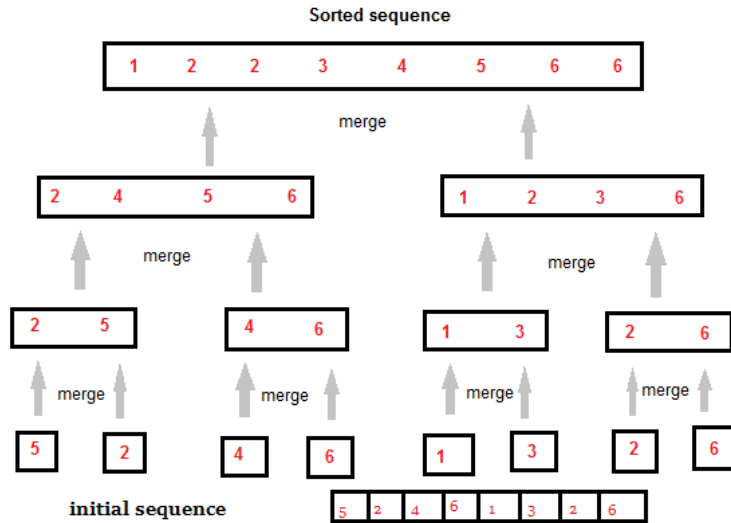 Sorted sequence
1 2 2 3 4 5 6 6
merge
2 4 5 6 1 2 3 6
merge merge
2 5 4 6 1 3 2 6
merge merge merge merge
5 2 4 6 1 3 2 6
initial sequence 5 2 4 6 1 3 2 6